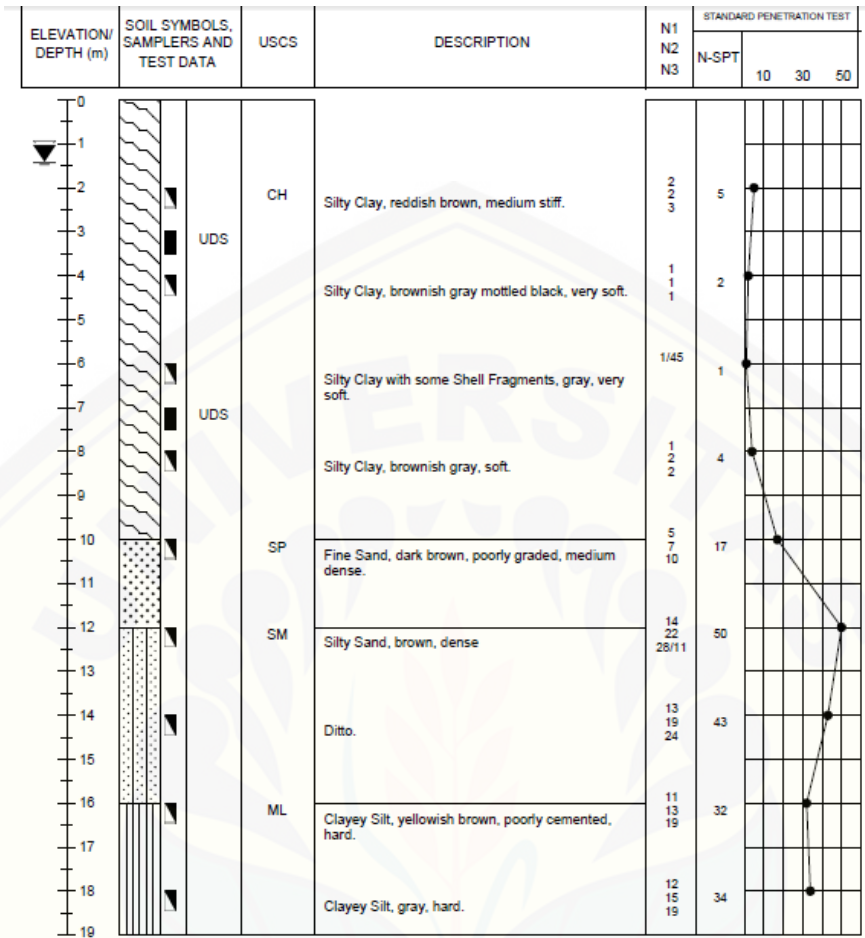 ELEVATION/
DEPTH (m)
SOIL SYMBOLS,
SAMPLERS AND
TEST DATA
USCS
DESCRIPTION
N1
N2
N3
STANDARD PENETRATION TEST
N-SPT
10 30 50
0
1
2
CH
Silty Clay, reddish brown, medium stiff.
2
2
3
5
3
UDS
4
Silty Clay, brownish gray mottled black, very soft.
1
1
1
2
5
6
Silty Clay with some Shell Fragments, gray, very
soft.
1/45
1
7
UDS
8
Silty Clay, brownish gray, soft.
1
2
2
4
9
10
SP
Fine Sand, dark brown, poorly graded, medium
dense.
5
7
10
17
11
12
SM
Silty Sand, brown, dense
14
22
28/11
50
13
14
Ditto.
13
19
24
43
15
16
ML
Clayey Silt, yellowish brown, poorly cemented,
hard.
11
13
19
32
17
18
Clayey Silt, gray, hard.
12
15
19
34
19
UNIVERSITAS